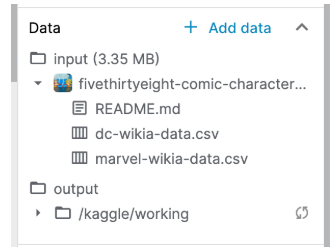 Data + Add data
input (3.35 MB)
fivethirtyeight-comic-character...
README.md
dc-wikia-data.csv
marvel-wikia-data.csv
output
/kaggle/working